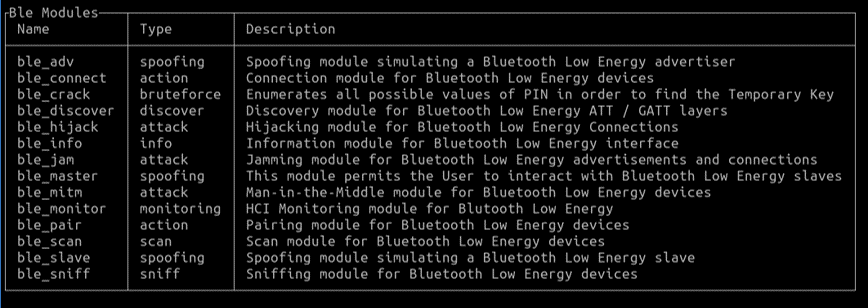 Ble Modules
Name Type Description
ble_adv spoofing Spoofing module simulating a Bluetooth Low Energy advertiser
ble_connect action Connection module for Bluetooth Low Energy devices
ble_crack bruteforce Enumerates all possible values of PIN in order to find the Temporary Key
ble_discover discover Discovery module for Bluetooth Low Energy ATT / GATT layers
ble_hijack attack Hijacking module for Bluetooth Low Energy Connections
ble_info info Information module for Bluetooth Low Energy interface
ble_jam attack Jamming module for Bluetooth Low Energy advertisements and connections
ble_master spoofing This module permits the User to interact with Bluetooth Low Energy slaves
ble_mitm attack Man-in-the-Middle module for Bluetooth Low Energy devices
ble_monitor monitoring HCI Monitoring module for Blutooth Low Energy
ble_pair action Pairing module for Bluetooth Low Energy devices
ble_scan scan Scan module for Bluetooth Low Energy devices
ble_slave spoofing Spoofing module simulating a Bluetooth Low Energy slave
ble_sniff sniff Sniffing module for Bluetooth Low Energy devices